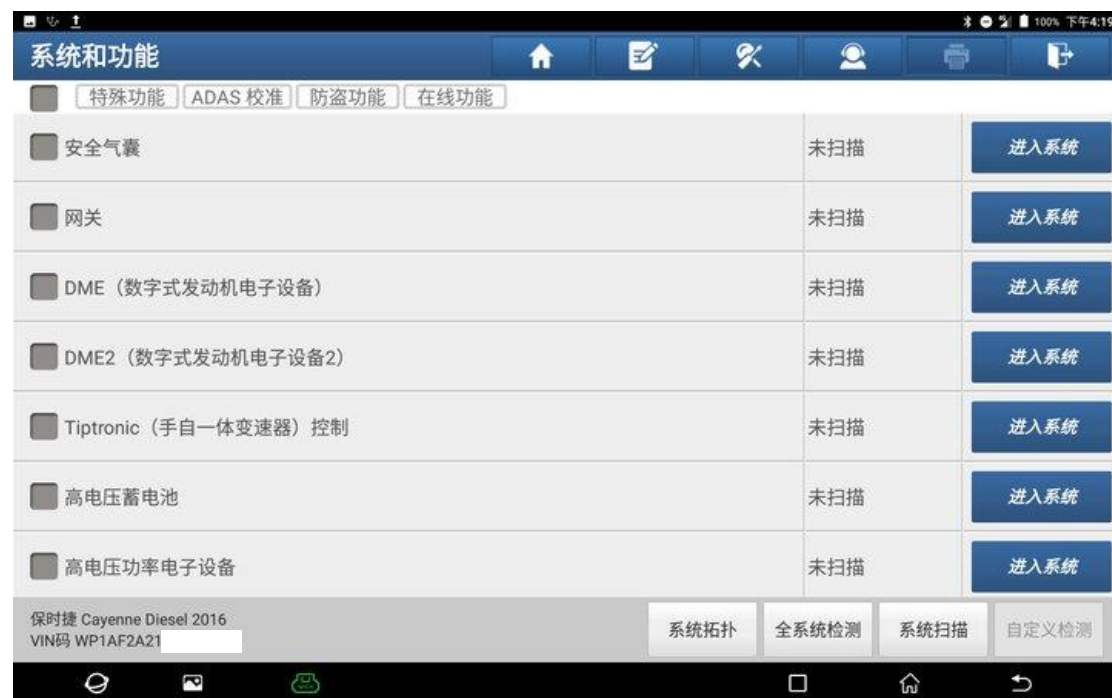 100% 下午4:19
系统和功能
特殊功能 ADAS 校准 防盗功能 在线功能
安全气囊 未扫描 进入系统
网关 未扫描 进入系统
DME（数字式发动机电子设备） 未扫描 进入系统
DME2（数字式发动机电子设备2） 未扫描 进入系统
Tiptronic（手自一体变速器）控制 未扫描 进入系统
高电压蓄电池 未扫描 进入系统
高电压功率电子设备 未扫描 进入系统
保时捷 Cayenne Diesel 2016
VIN码 WP1AF2A21
系统拓扑 全系统检测 系统扫描 自定义检测